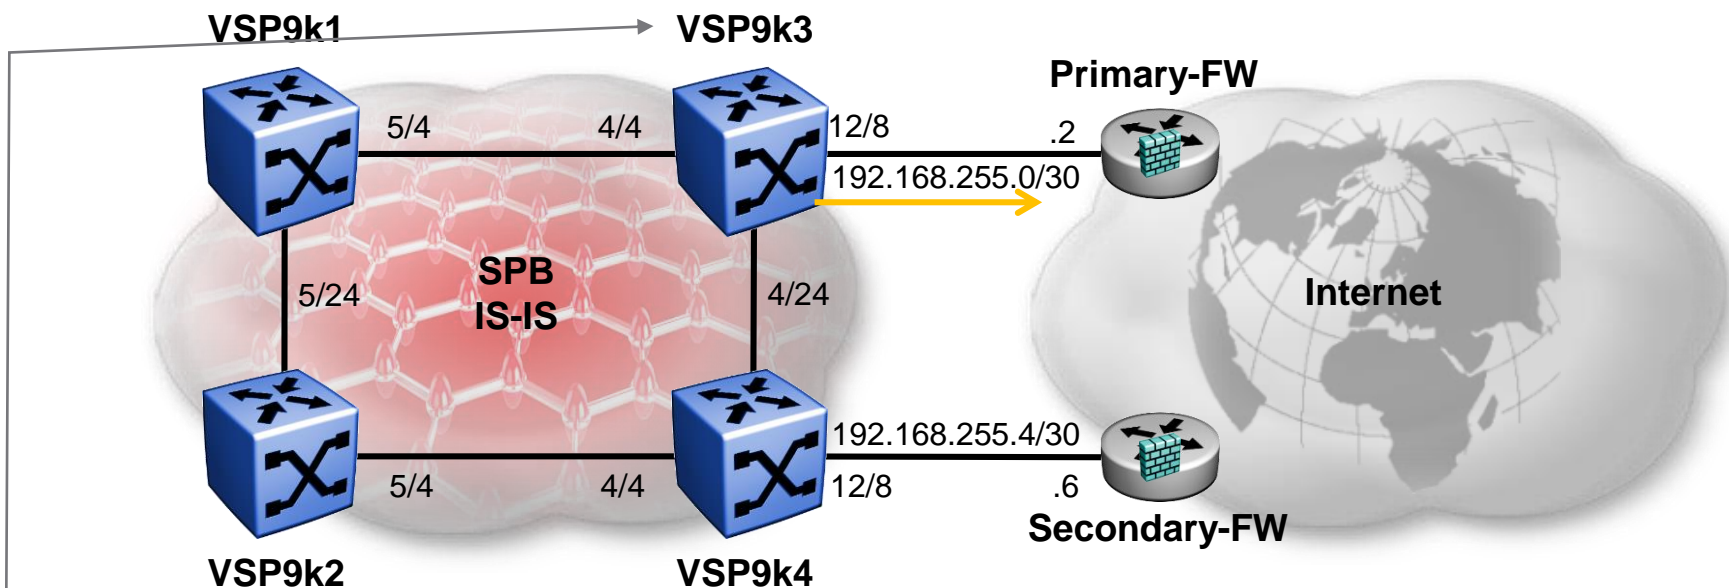 VSP9k1
VSP9k3
Primary-FW
5/4
4/4
12/8
.2
192.168.255.0/30
SPB
IS-IS
5/24
4/24
Internet
192.168.255.4/30
5/4
4/4
12/8
.6
Secondary-FW
VSP9k2
VSP9k4